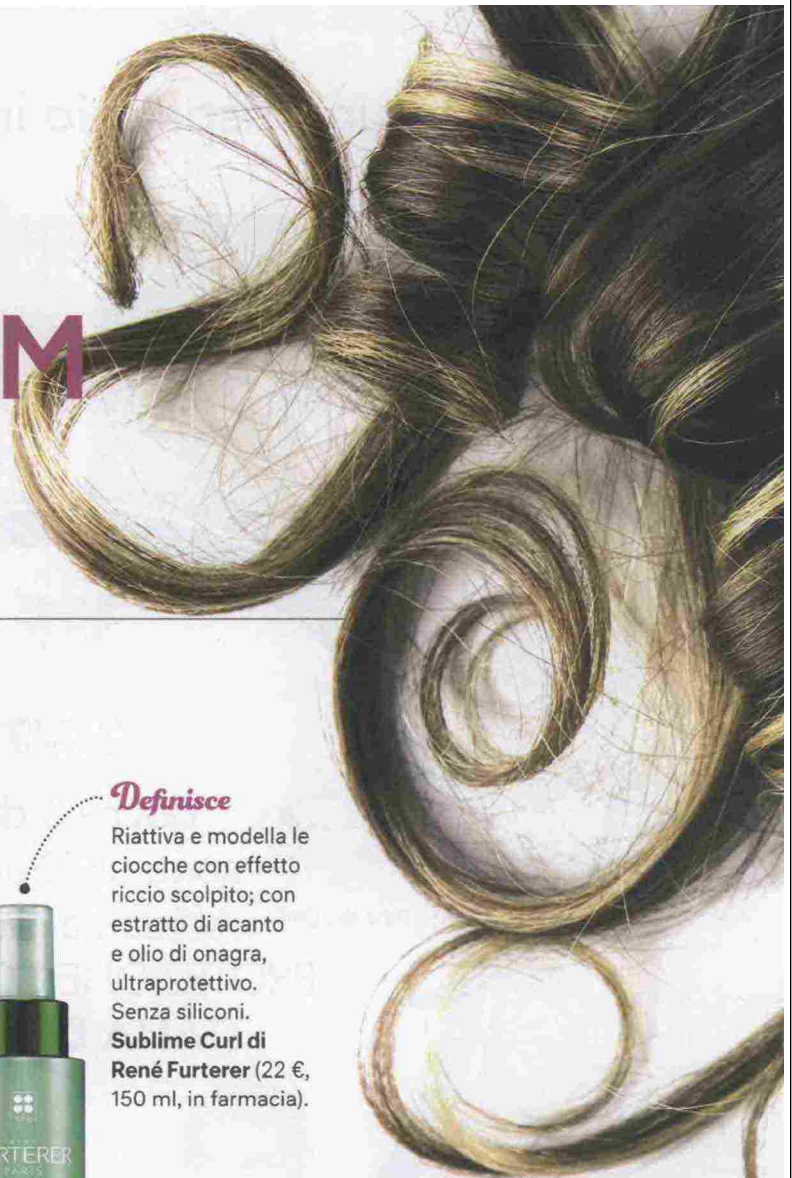 M
Definisce
Riattiva e modella le
ciocche con effetto
riccio scolpito; con
estratto di acanto
e olio di onagra,
ultraprotettivo.
Senza siliconi.
Sublime Curl di
René Furterer (22 €,
150 ml, in farmacia).
RTERER
PARIS